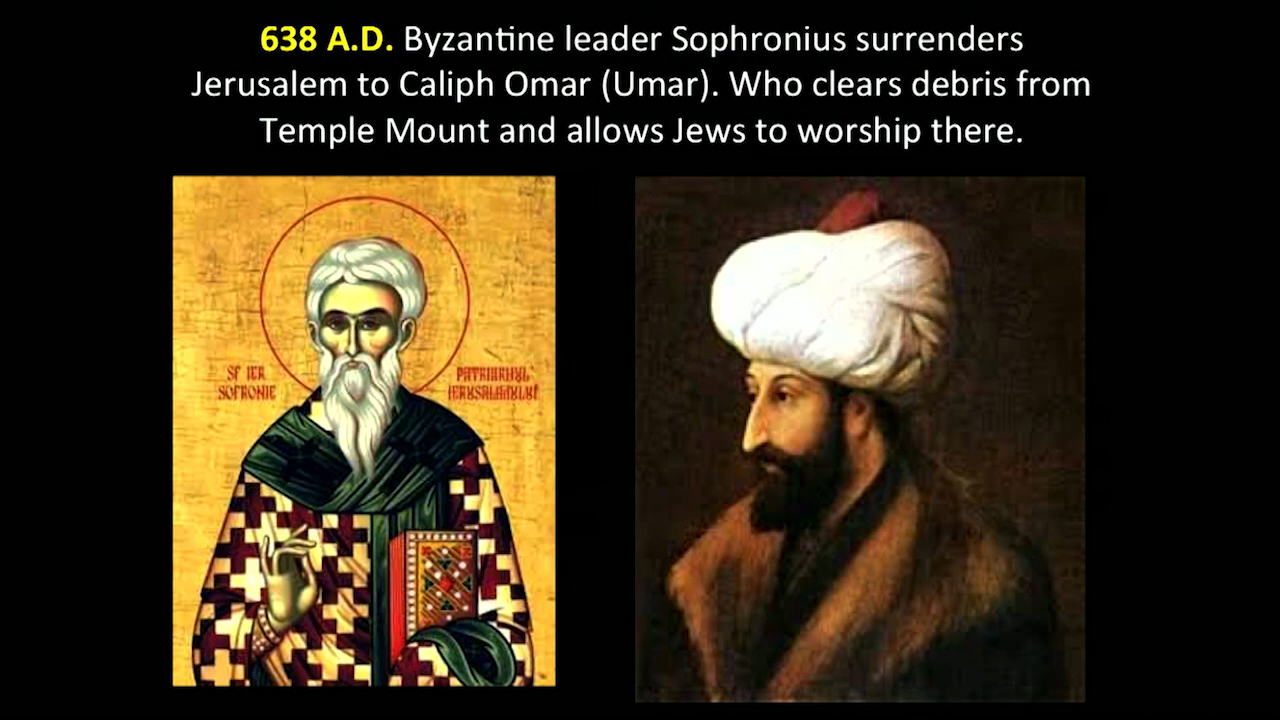 638 A.D. Byzantine leader Sophronius surrenders
Jerusalem to Caliph Omar (Umar). Who clears debris from
Temple Mount and allows Jews to worship there.
SF IER
SOFRONIE